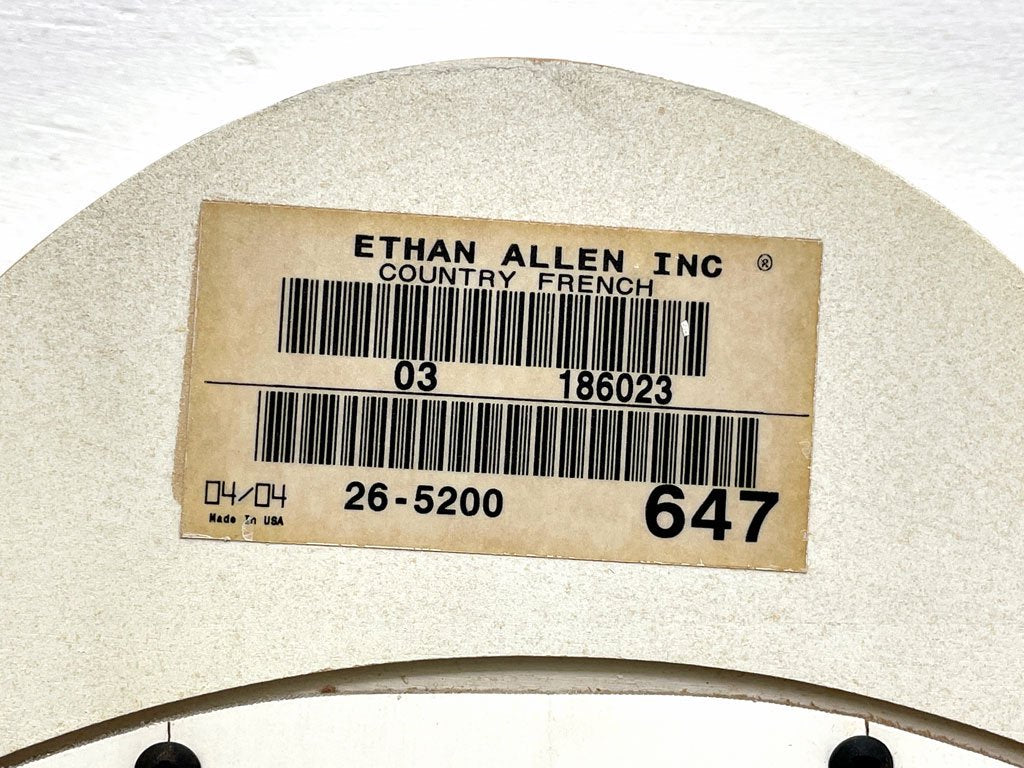 ETHAN ALLEN INC ®
COUNTRY FRENCH
03 186023
04/04 26-5200 647
Made In USA